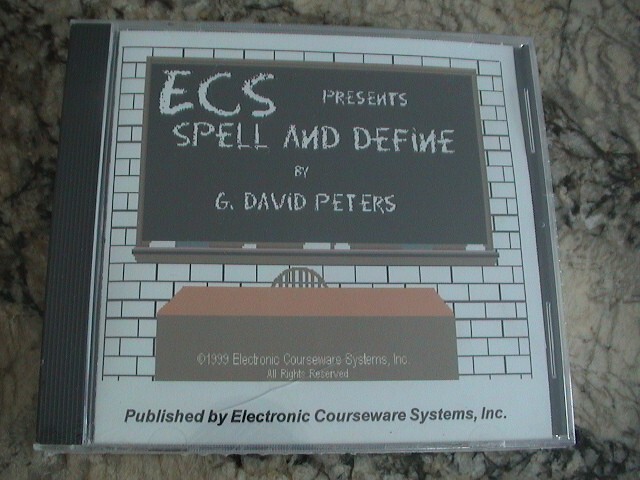 ECS PRESENTS
SPELL AND DEFINE
BY
G. DAVID PETERS
©1999 Electronic Courseware Systems, Inc.
All Rights Reserved
Published by Electronic Courseware Systems, Inc.